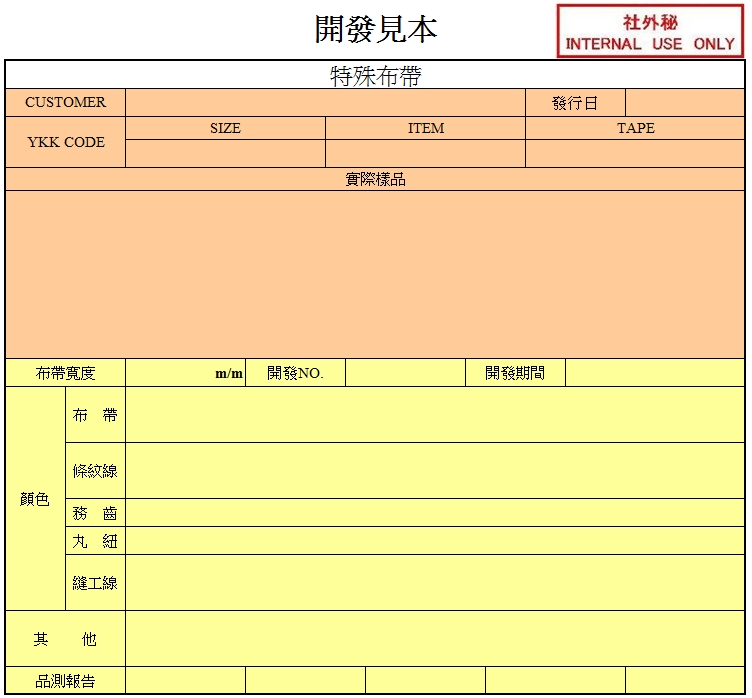 開發見本
社外秘
INTERNAL USE ONLY
特殊布帶
CUSTOMER 發行日
YKK CODE SIZE ITEM TAPE
實際樣品
布帶寬度 m/m 開發NO. 開發期間
顏色
布 帶
條紋線
務 齒
丸 紐
縫工線
其 他
品測報告